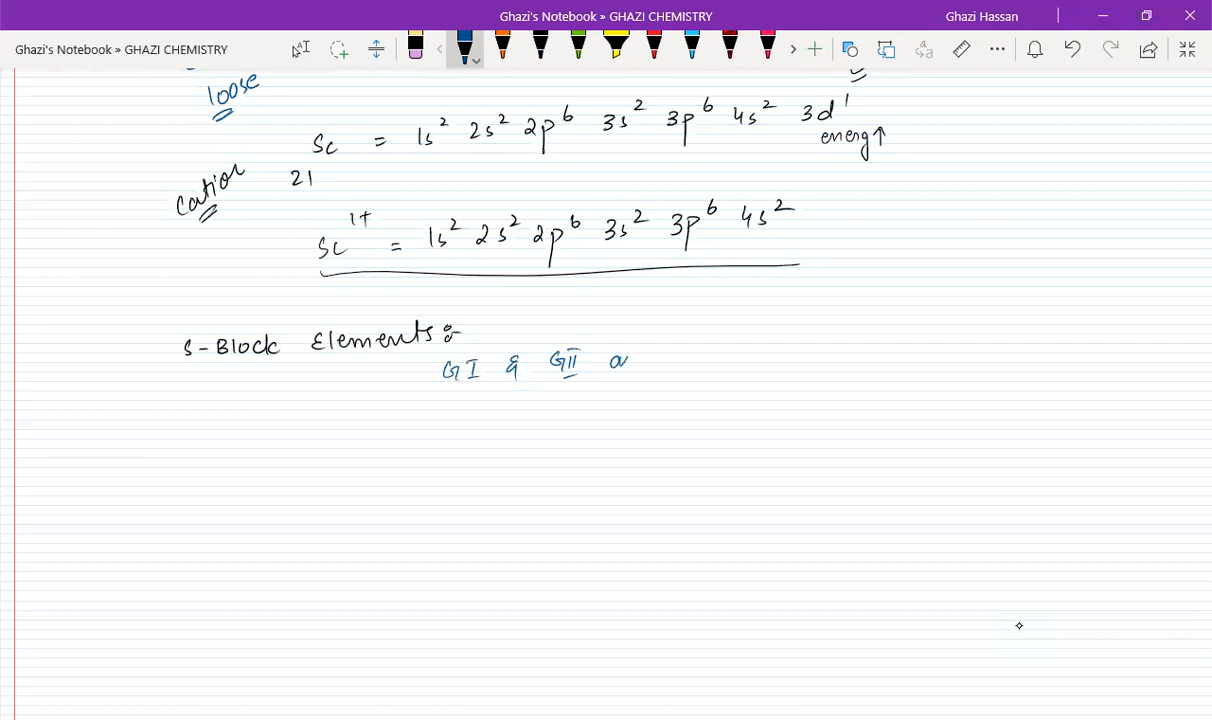 Ghazi's Notebook » GHAZI CHEMISTRY
Ghazi Hassan
Ghazi's Notebook » GHAZI CHEMISTRY
loose
Sc = 1s² 2s² 2p⁶ 3s² 3p⁶ 4s² 3d¹
21
energ↑
cation
Sc¹⁺ = 1s² 2s² 2p⁶ 3s² 3p⁶ 4s²
S-Block Elements :-
GI & GII a